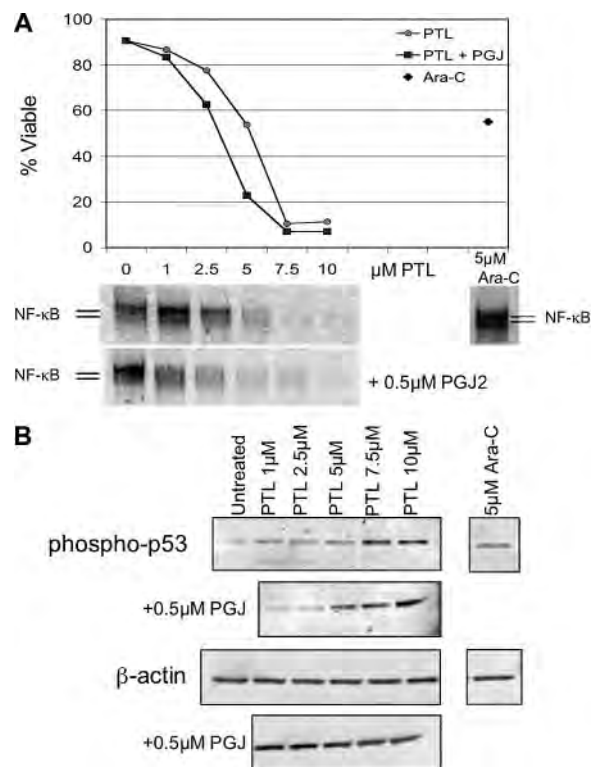 A
PTL
PTL + PGJ
Ara-C
100
80
60
40
20
0
% Viable
0 1 2.5 5 7.5 10 μM PTL
5μM
Ara-C
NF-κB
NF-κB
NF-κB
+ 0.5μM PGJ2
B
Untreated
PTL 1μM
PTL 2.5μM
PTL 5μM
PTL 7.5μM
PTL 10μM
5μM Ara-C
phospho-p53
+0.5μM PGJ
β-actin
+0.5μM PGJ